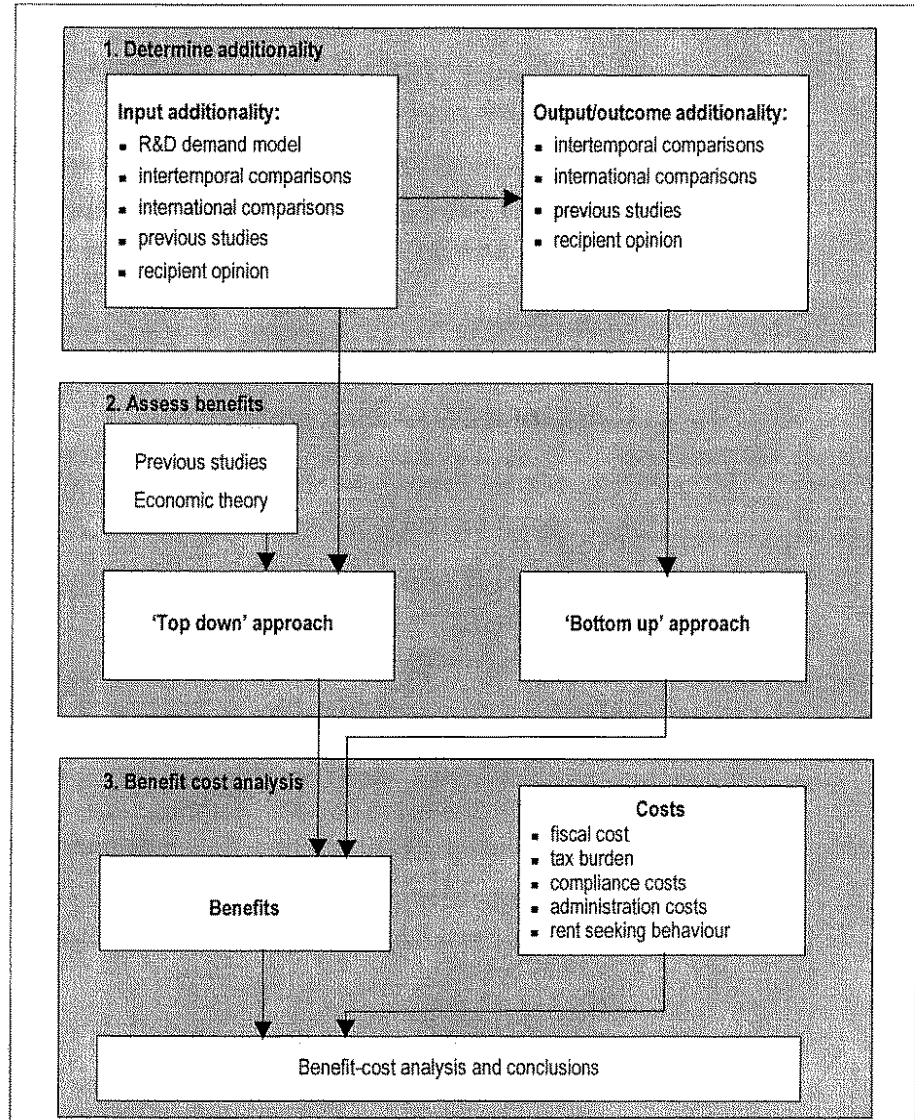 1. Determine additionality
Input additionality:
▪ R&D demand model
▪ intertemporal comparisons
▪ international comparisons
▪ previous studies
▪ recipient opinion
Output/outcome additionality:
▪ intertemporal comparisons
▪ international comparisons
▪ previous studies
▪ recipient opinion
2. Assess benefits
Previous studies
Economic theory
'Top down' approach
'Bottom up' approach
3. Benefit cost analysis
Benefits
Costs
▪ fiscal cost
▪ tax burden
▪ compliance costs
▪ administration costs
▪ rent seeking behaviour
Benefit-cost analysis and conclusions